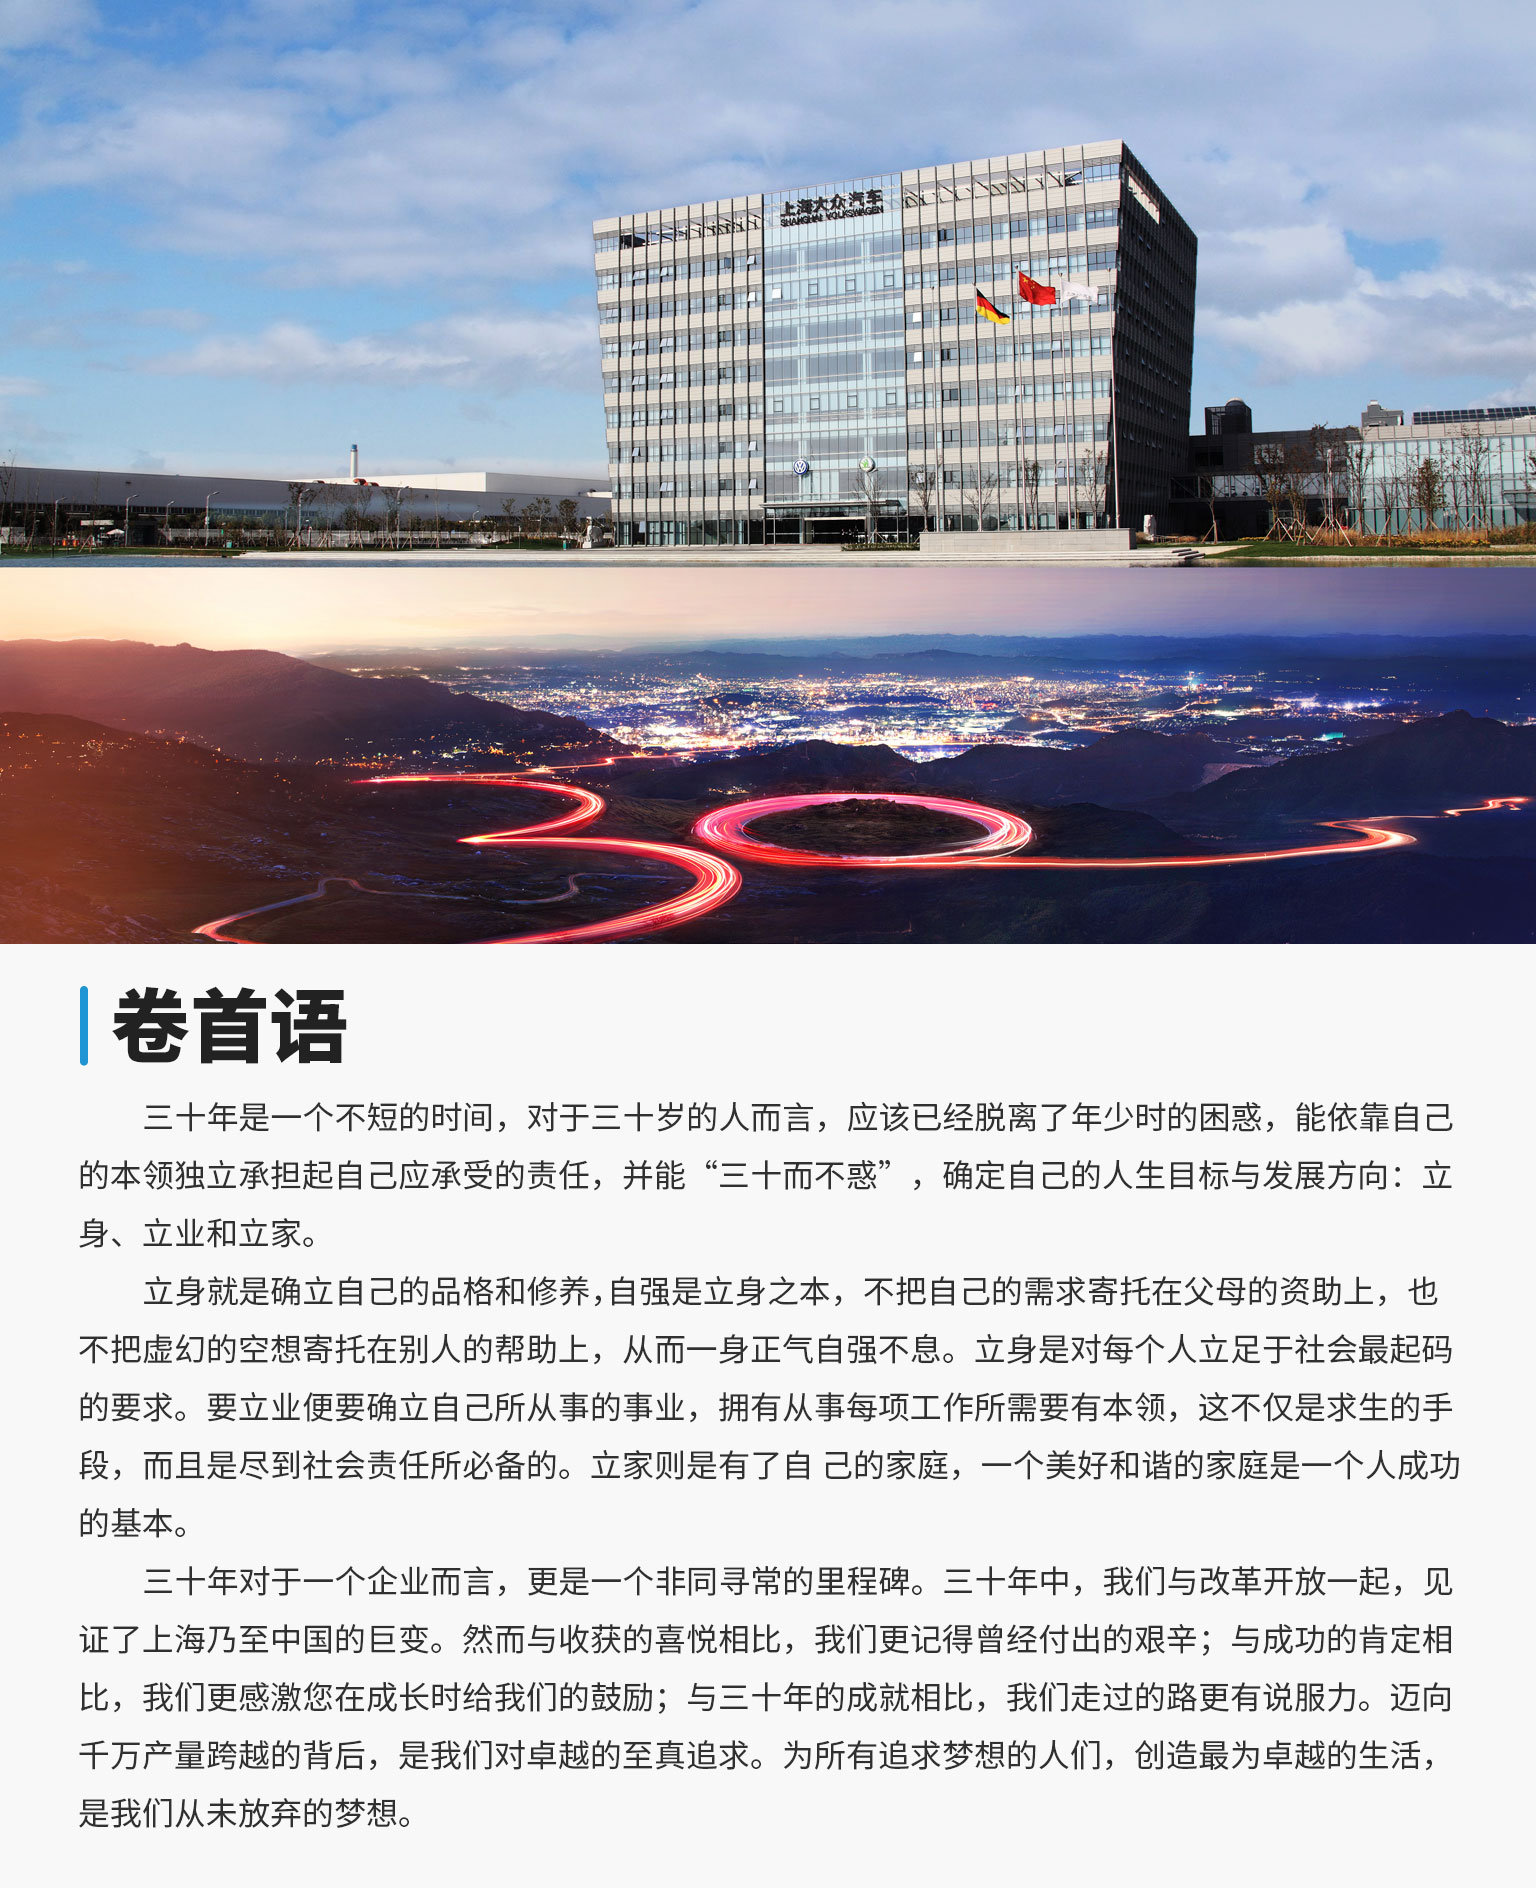 上海大众汽车
SHANGHAI VOLKSWAGEN
卷首语
三十年是一个不短的时间，对于三十岁的人而言，应该已经脱离了年少时的困惑，能依靠自己
的本领独立承担起自己应承受的责任，并能“三十而不惑”，确定自己的人生目标与发展方向：立
身、立业和立家。
立身就是确立自己的品格和修养，自强是立身之本，不把自己的需求寄托在父母的资助上，也
不把虚幻的空想寄托在别人的帮助上，从而一身正气自强不息。立身是对每个人立足于社会最起码
的要求。要立业便要确立自己所从事的事业，拥有从事每项工作所需要有本领，这不仅是求生的手
段，而且是尽到社会责任所必备的。立家则是有了自 己的家庭，一个美好和谐的家庭是一个人成功
的基本。
三十年对于一个企业而言，更是一个非同寻常的里程碑。三十年中，我们与改革开放一起，见
证了上海乃至中国的巨变。然而与收获的喜悦相比，我们更记得曾经付出的艰辛；与成功的肯定相
比，我们更感激您在成长时给我们的鼓励；与三十年的成就相比，我们走过的路更有说服力。迈向
千万产量跨越的背后，是我们对卓越的至真追求。为所有追求梦想的人们，创造最为卓越的生活，
是我们从未放弃的梦想。